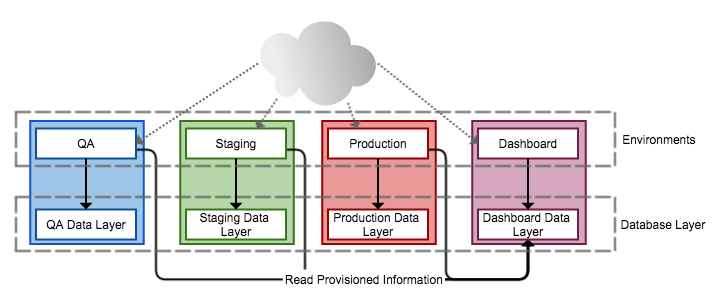 QA
Staging
Production
Dashboard
Environments
QA Data Layer
Staging Data
Layer
Production Data
Layer
Dashboard Data
Layer
Database Layer
Read Provisioned Information